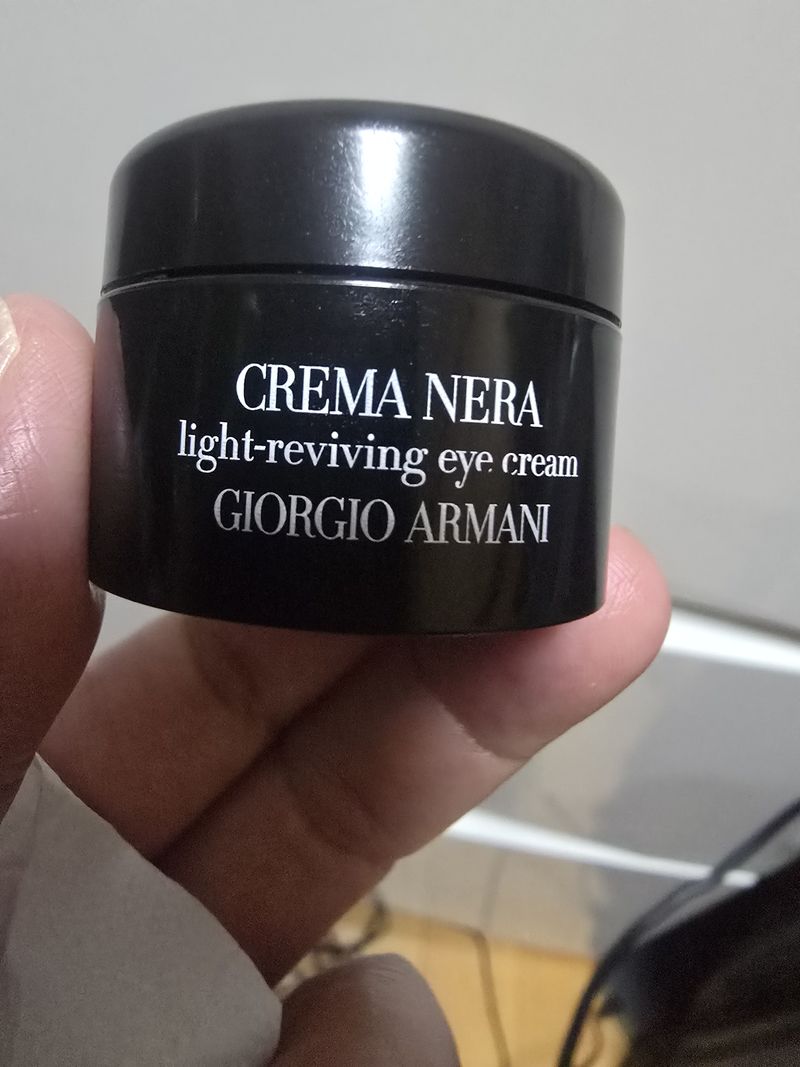 CREMA NERA
light-reviving eye cream
GIORGIO ARMANI